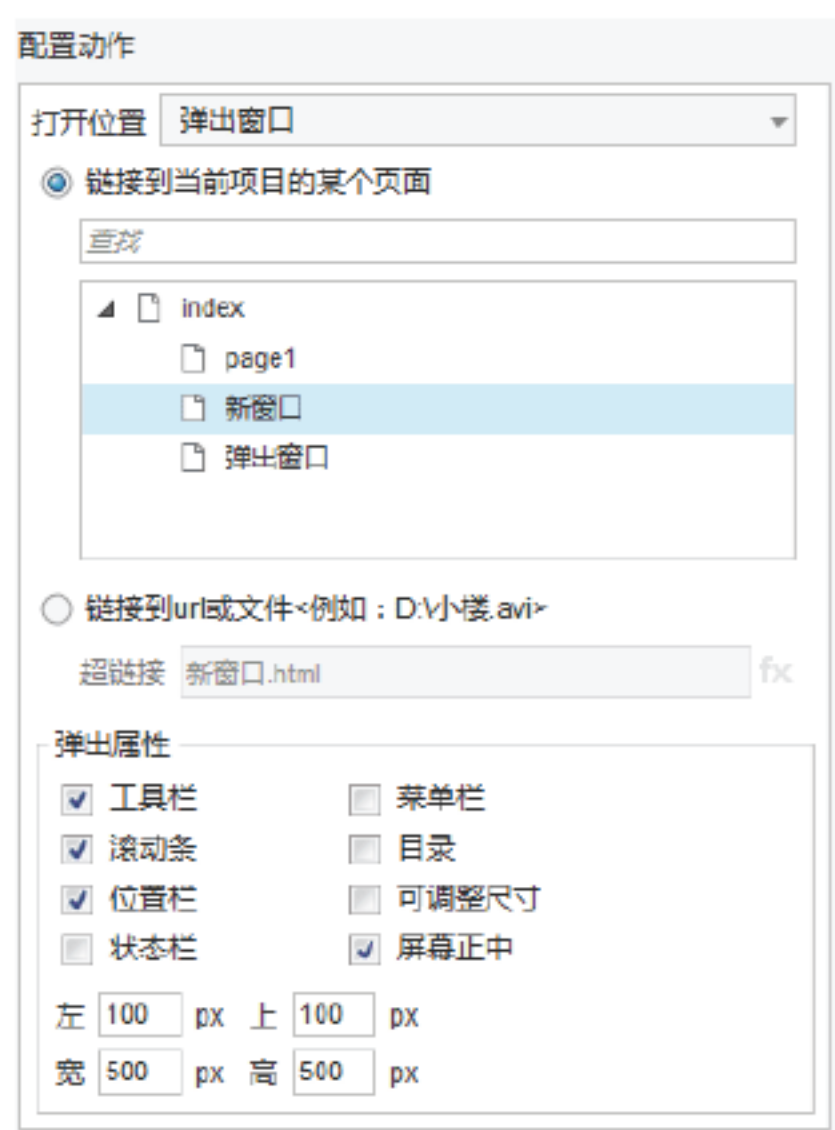 配置动作
打开位置 弹出窗口
链接到当前项目的某个页面
查找
index
page1
新窗口
弹出窗口
链接到url或文件<例如：D:\小楼.avi>
超链接 新窗口.html fx
弹出属性
工具栏 菜单栏
滚动条 目录
位置栏 可调整尺寸
状态栏 屏幕正中
左 100 px 上 100 px
宽 500 px 高 500 px